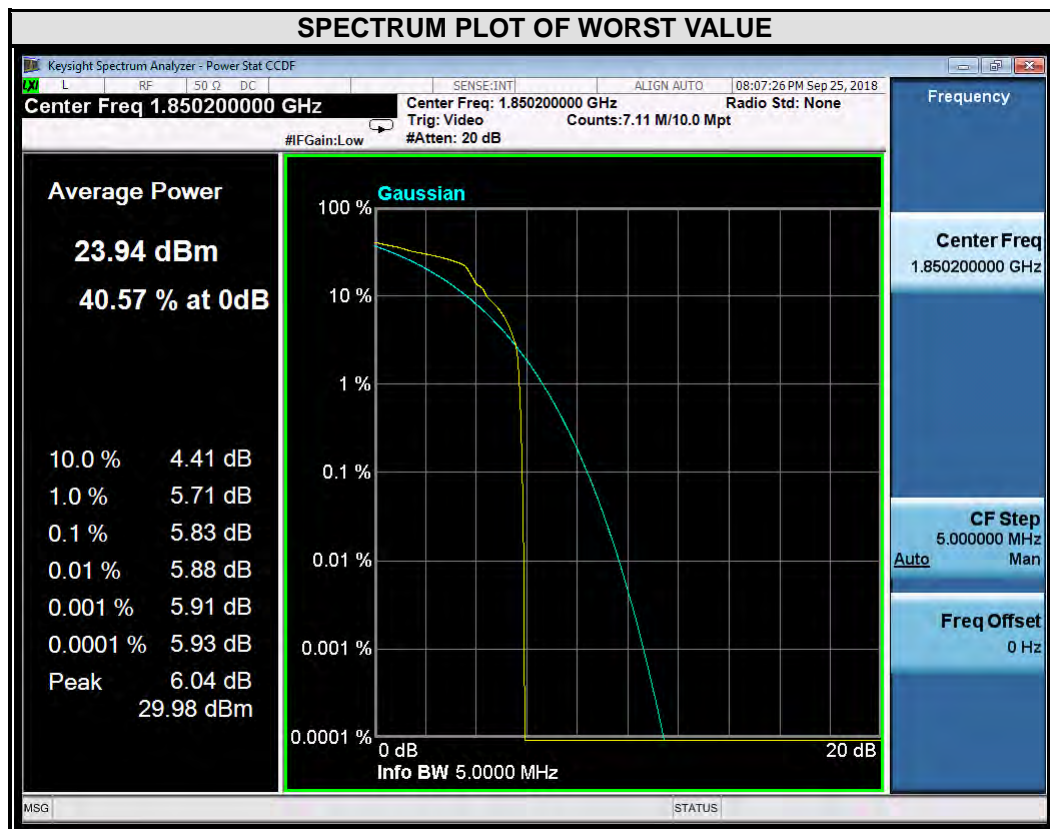 SPECTRUM PLOT OF WORST VALUE
Keysight Spectrum Analyzer - Power Stat CCDF
LXI L RF 50 Ω DC SENSE:INT ALIGN AUTO 08:07:26 PM Sep 25, 2018
Center Freq 1.850200000 GHz
Center Freq: 1.850200000 GHz Radio Std: None
Trig: Video Counts:7.11 M/10.0 Mpt
#IFGain:Low #Atten: 20 dB
Average Power
23.94 dBm
40.57 % at 0dB
10.0 % 4.41 dB
1.0 % 5.71 dB
0.1 % 5.83 dB
0.01 % 5.88 dB
0.001 % 5.91 dB
0.0001 % 5.93 dB
Peak 6.04 dB
29.98 dBm
Gaussian
100 %
10 %
1 %
0.1 %
0.01 %
0.001 %
0.0001 %
0 dB 20 dB
Info BW 5.0000 MHz
Frequency
Center Freq
1.850200000 GHz
CF Step
5.000000 MHz
Auto Man
Freq Offset
0 Hz
MSG STATUS